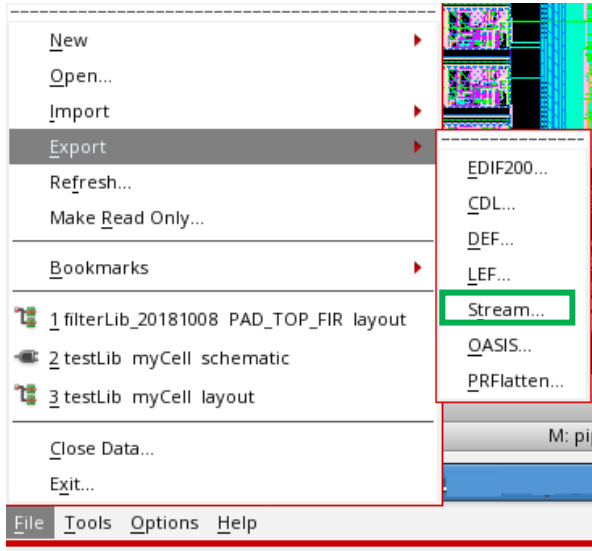 New
Open...
Import
Export
Refresh...
Make Read Only...
Bookmarks
1 filterLib_20181008 PAD_TOP_FIR layout
2 testLib myCell schematic
3 testLib myCell layout
Close Data...
Exit...
File Tools Options Help
EDIF200...
CDL...
DEF...
LEF...
Stream...
OASIS...
PRFlatten...
M: pi